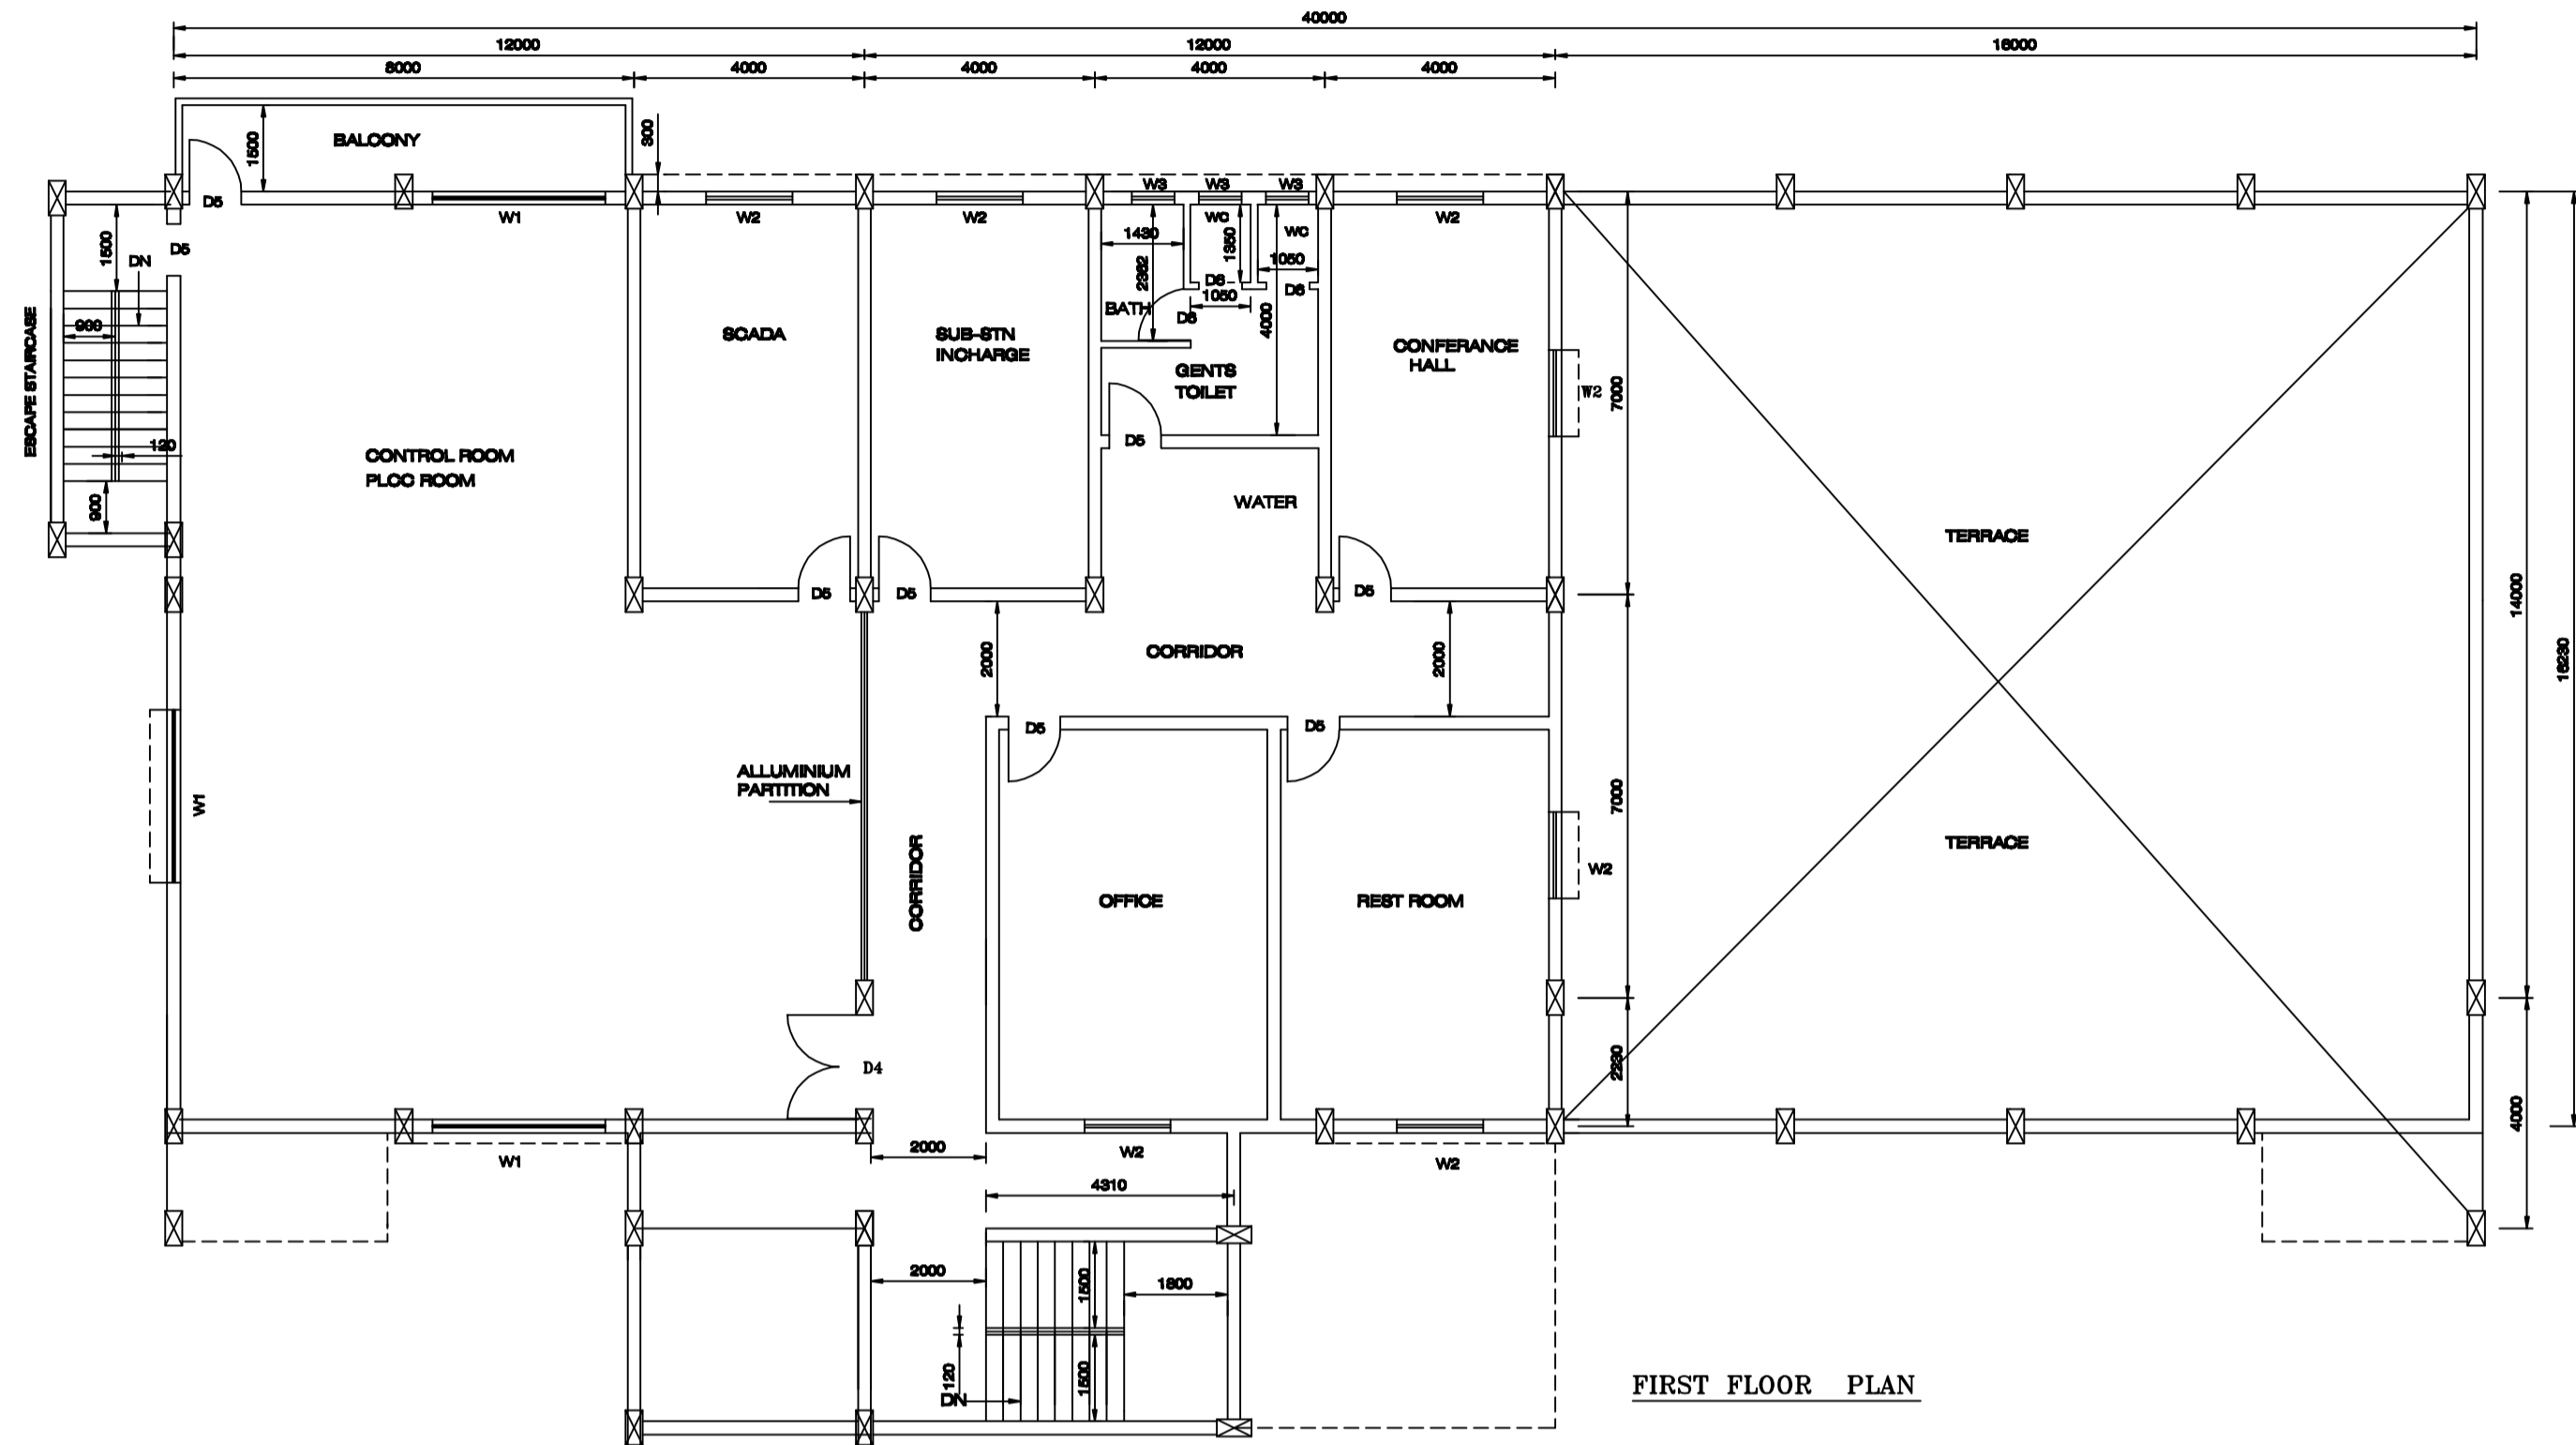 40000
12000
12000
16000
8000
4000
4000
4000
4000
BALCONY
1500
300
D5
W1
W2
W2
W3
W3
W3
W2
WC
WC
1430
1350
1050
2382
D6
D6
1050
BATH
D6
4000
GENTS
TOILET
D5
D5
1500
DN
900
120
900
ESCAPE STAIRCASE
SCADA
SUB-STN
INCHARGE
CONFERANCE
HALL
W2
7000
CONTROL ROOM
PLCC ROOM
WATER
TERRACE
D5
D5
D5
14000
16230
2000
CORRIDOR
2000
D5
D5
ALLUMINIUM
PARTITION
W1
7000
TERRACE
CORRIDOR
OFFICE
REST ROOM
W2
D4
2230
4000
W1
2000
W2
W2
4310
2000
1500
1800
120
1500
DN
FIRST FLOOR PLAN